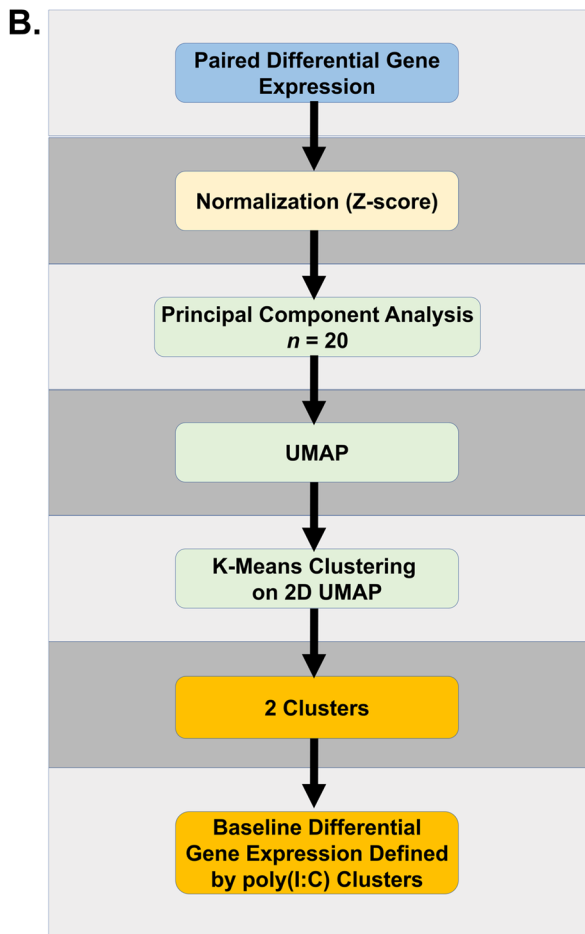 B.
Paired Differential Gene
Expression
Normalization (Z-score)
Principal Component Analysis
n = 20
UMAP
K-Means Clustering
on 2D UMAP
2 Clusters
Baseline Differential
Gene Expression Defined
by poly(I:C) Clusters